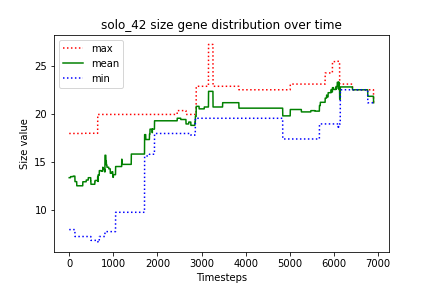 solo_42 size gene distribution over time
max
mean
min
Size value
25
20
15
10
0 1000 2000 3000 4000 5000 6000 7000
Timesteps